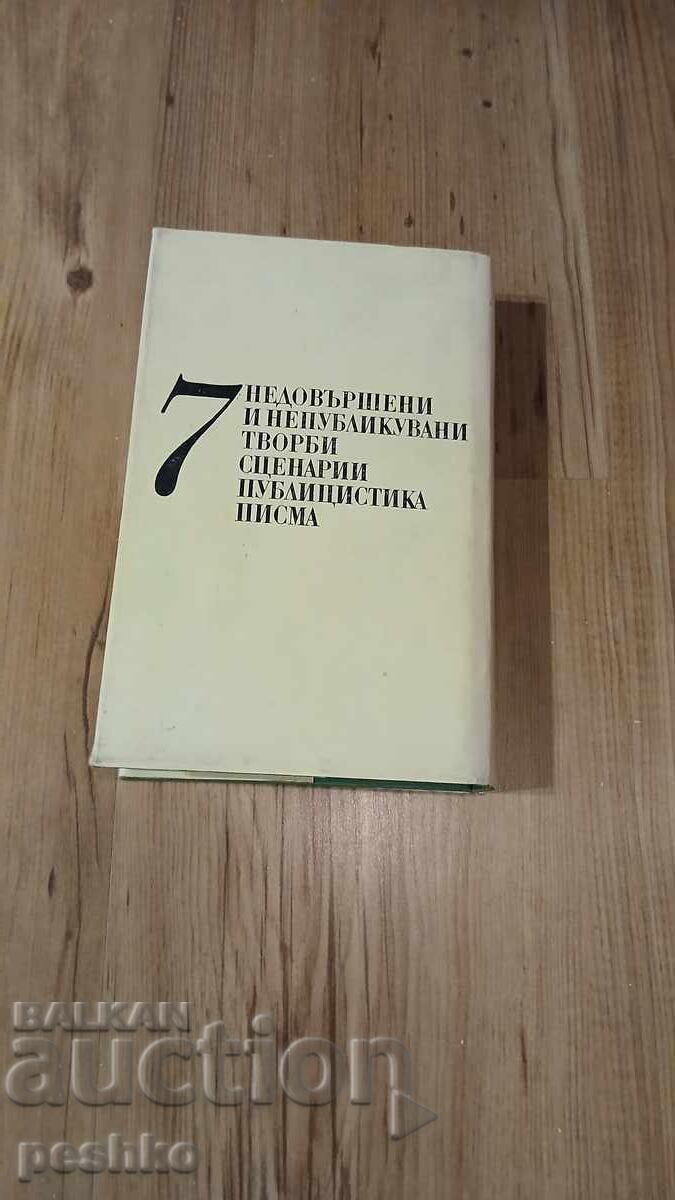 7
НЕДОВЪРШЕНИ
И НЕПУБЛИКУВАНИ
ТВОРБИ
СЦЕНАРИИ
ПУБЛИЦИСТИКА
ПИСМА
BALKAN
auction
peshko